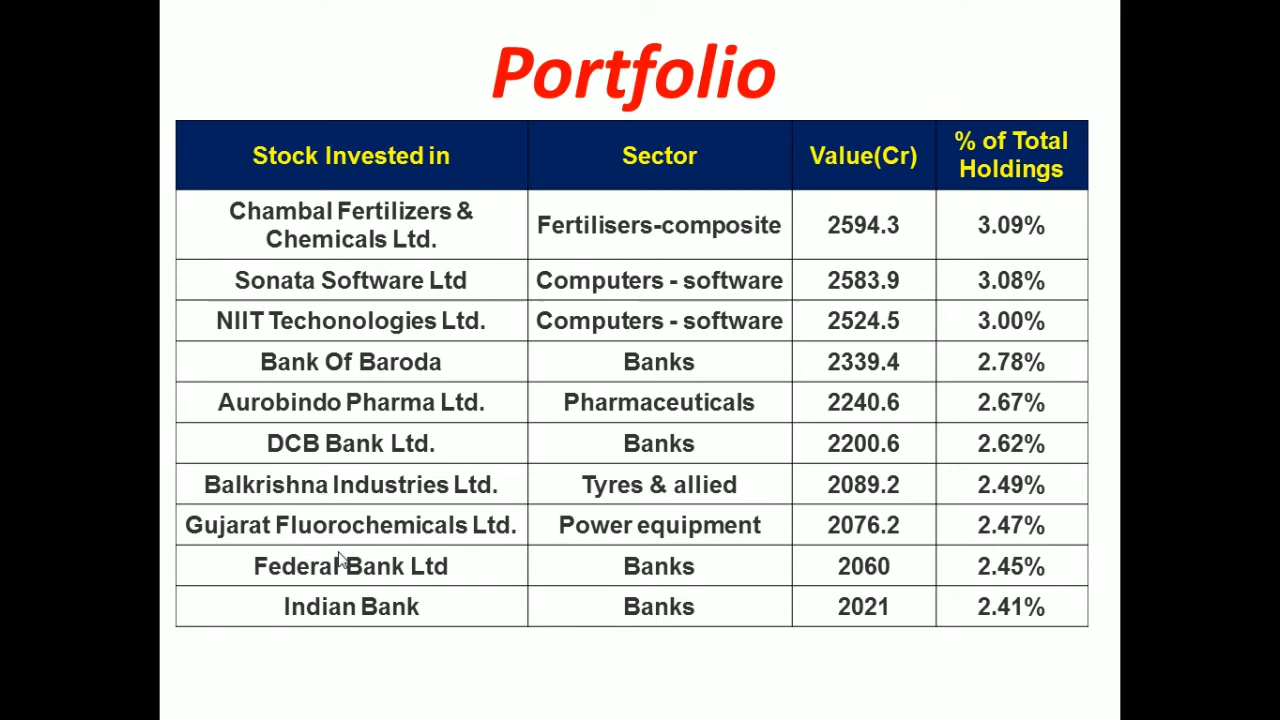 Portfolio
Stock Invested in Sector Value(Cr) % of Total Holdings
Chambal Fertilizers & Chemicals Ltd. Fertilisers-composite 2594.3 3.09%
Sonata Software Ltd Computers - software 2583.9 3.08%
NIIT Techonologies Ltd. Computers - software 2524.5 3.00%
Bank Of Baroda Banks 2339.4 2.78%
Aurobindo Pharma Ltd. Pharmaceuticals 2240.6 2.67%
DCB Bank Ltd. Banks 2200.6 2.62%
Balkrishna Industries Ltd. Tyres & allied 2089.2 2.49%
Gujarat Fluorochemicals Ltd. Power equipment 2076.2 2.47%
Federal Bank Ltd Banks 2060 2.45%
Indian Bank Banks 2021 2.41%